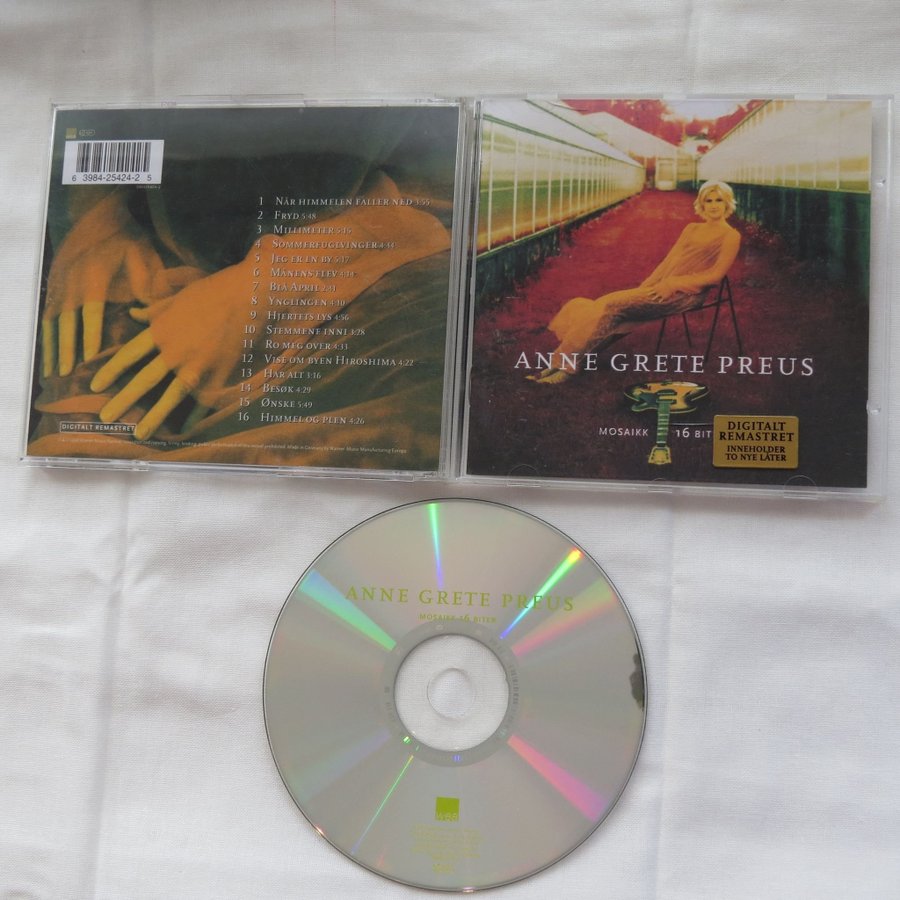 6 3984-25424-2 5
1 NÅR HIMMELEN FALLER NED 3:55
2 FRYD 5:48
3 MILLIMETER 5:15
4 SOMMERFUGLVINGER 4:44
5 JEG ER EN BY 5:17
6 MÅNENS ELEV 4:14
7 BLÅ APRIL 2:41
8 YNGLINGEN 4:10
9 HJERTETS LYS 4:56
10 STEMMENE INNI 3:28
11 RO MEG OVER 4:33
12 VISE OM BYEN HIROSHIMA 4:22
13 HAR ALT 3:16
14 BESØK 4:29
15 ØNSKE 5:49
16 HIMMEL OG PLEN 4:26
DIGITALT REMASTRET
ANNE GRETE PREUS
MOSAIKK 16 BIT
DIGITALT
REMASTRET
INNEHOLDER
TO NYE LÅTER
ANNE GRETE PREUS
MOSAIKK 16 BITER